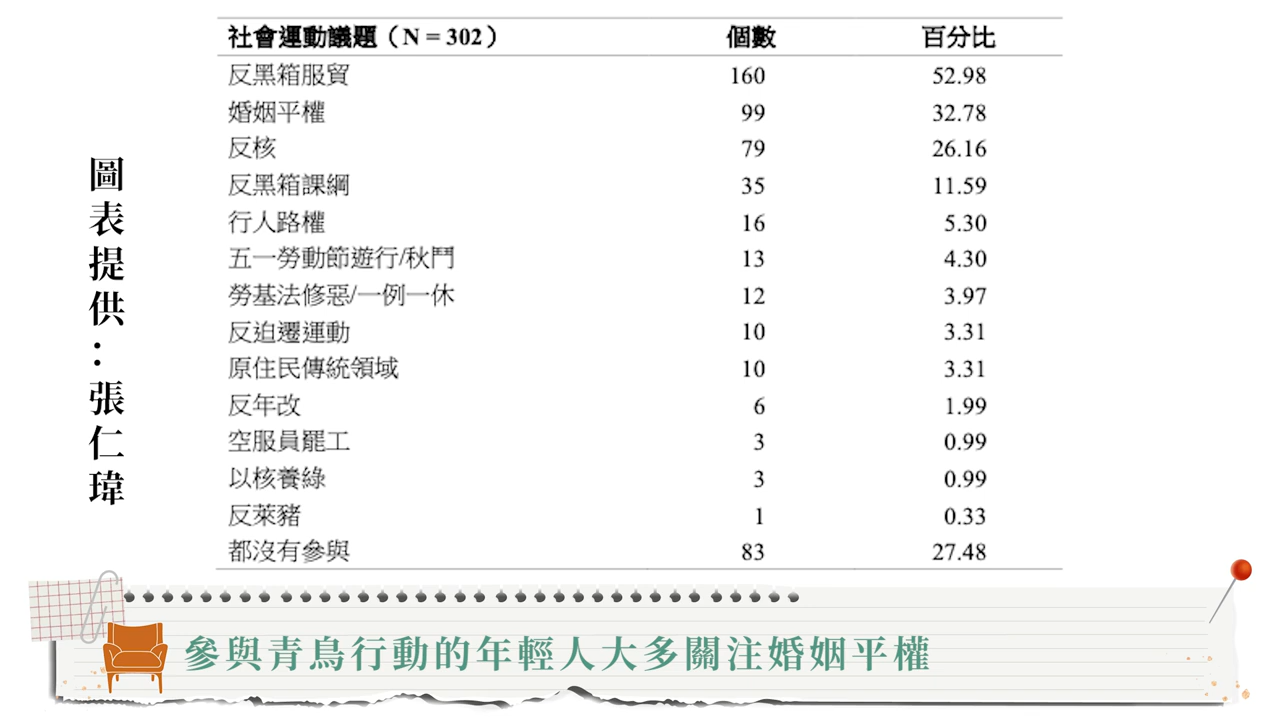 社會運動議題（N = 302） 個數 百分比
反黑箱服貿 160 52.98
婚姻平權 99 32.78
反核 79 26.16
反黑箱課綱 35 11.59
行人路權 16 5.30
五一勞動節遊行/秋鬥 13 4.30
勞基法修惡/一例一休 12 3.97
反迫遷運動 10 3.31
原住民傳統領域 10 3.31
反年改 6 1.99
空服員罷工 3 0.99
以核養綠 3 0.99
反萊豬 1 0.33
都沒有參與 83 27.48
圖表提供：張仁瑋
參與青鳥行動的年輕人大多關注婚姻平權